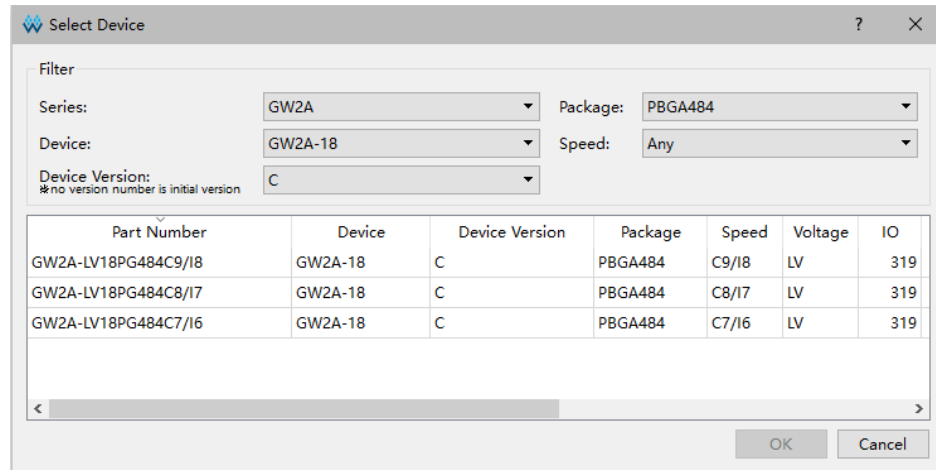 Select Device
?
Filter
Series: GW2A Package: PBGA484
Device: GW2A-18 Speed: Any
Device Version: C
※no version number is initial version
Part Number Device Device Version Package Speed Voltage IO
GW2A-LV18PG484C9/I8 GW2A-18 C PBGA484 C9/I8 LV 319
GW2A-LV18PG484C8/I7 GW2A-18 C PBGA484 C8/I7 LV 319
GW2A-LV18PG484C7/I6 GW2A-18 C PBGA484 C7/I6 LV 319
OK Cancel